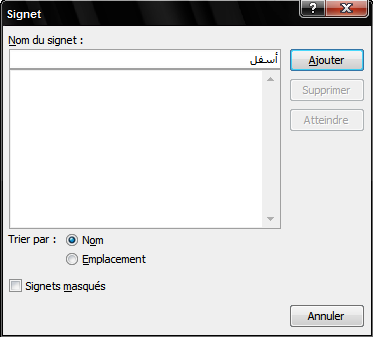 Signet
Nom du signet :
أسفل
Ajouter
Supprimer
Atteindre
Trier par :
Nom
Emplacement
Signets masqués
Annuler